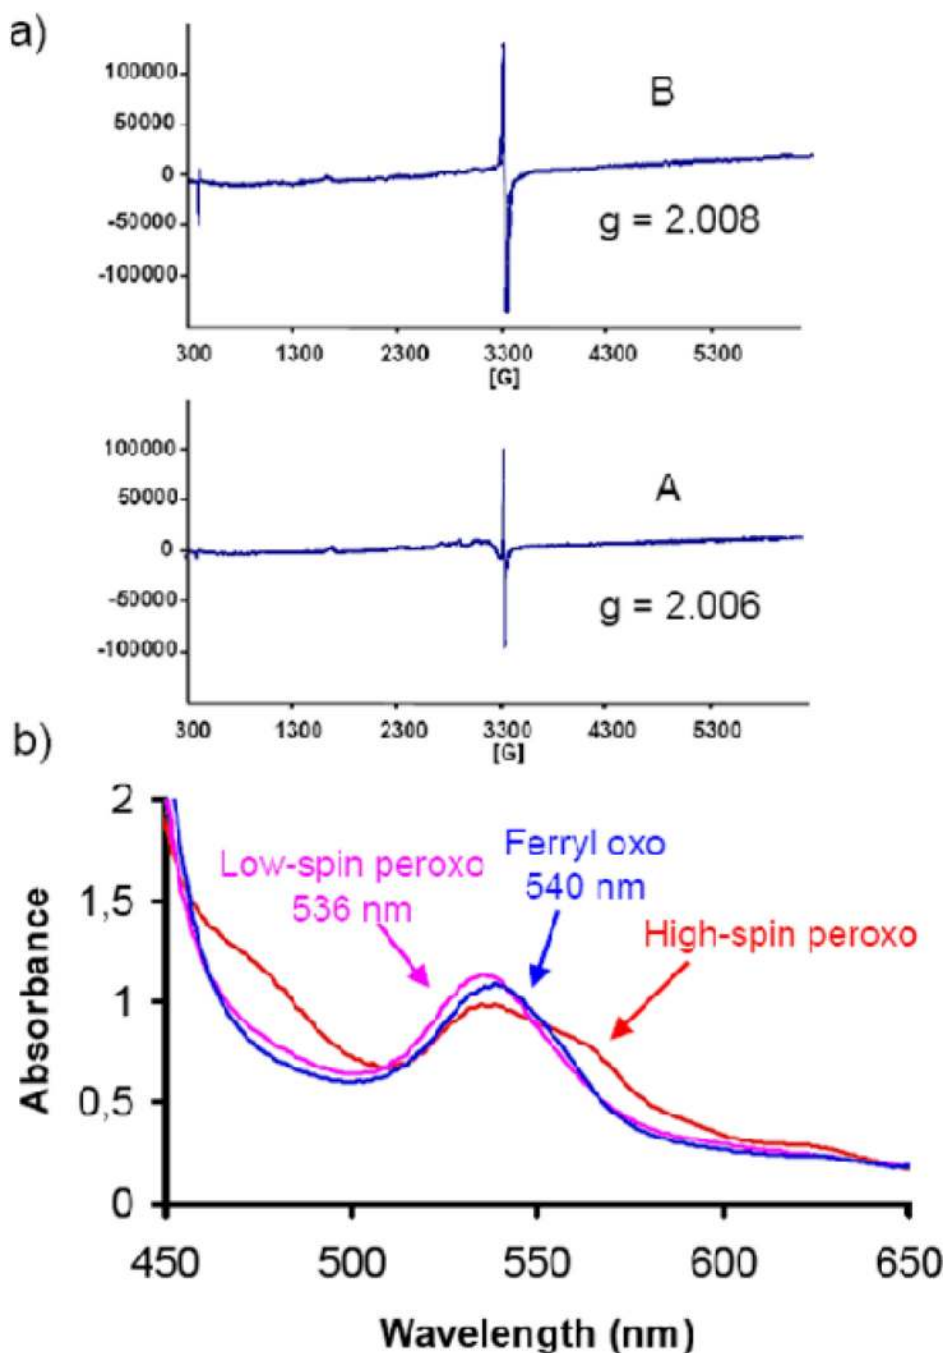 a)
100000
50000
0
-50000
-100000
B
g = 2.008
300 1300 2300 3300 4300 5300
[G]
100000
50000
0
-50000
-100000
A
g = 2.006
300 1300 2300 3300 4300 5300
[G]
b)
2
1,5
1
0,5
0
Absorbance
Low-spin peroxo
536 nm
Ferryl oxo
540 nm
High-spin peroxo
450 500 550 600 650
Wavelength (nm)